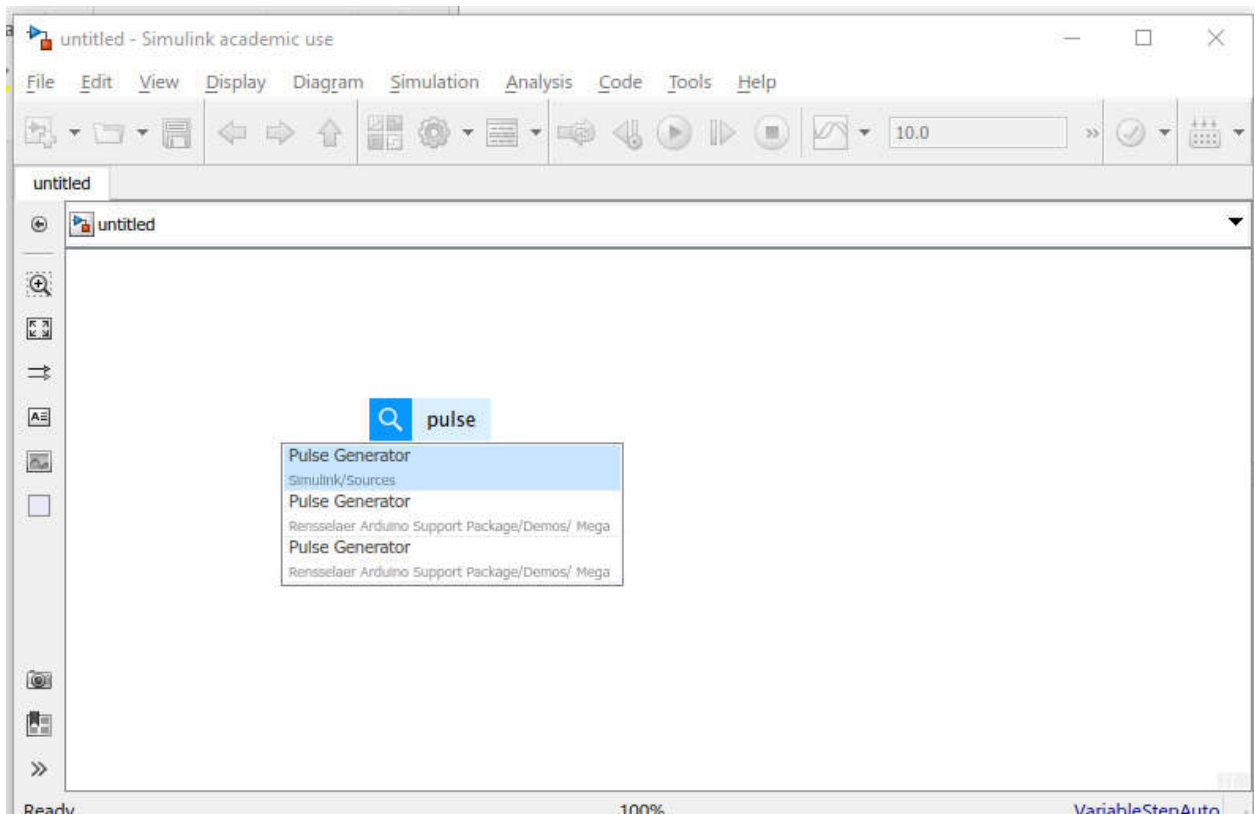 untitled - Simulink academic use
File Edit View Display Diagram Simulation Analysis Code Tools Help
10.0
untitled
untitled
pulse
Pulse Generator
Simulink/Sources
Pulse Generator
Rensselaer Arduino Support Package/Demos/ Mega
Pulse Generator
Rensselaer Arduino Support Package/Demos/ Mega
Ready 100% VariableStepAuto